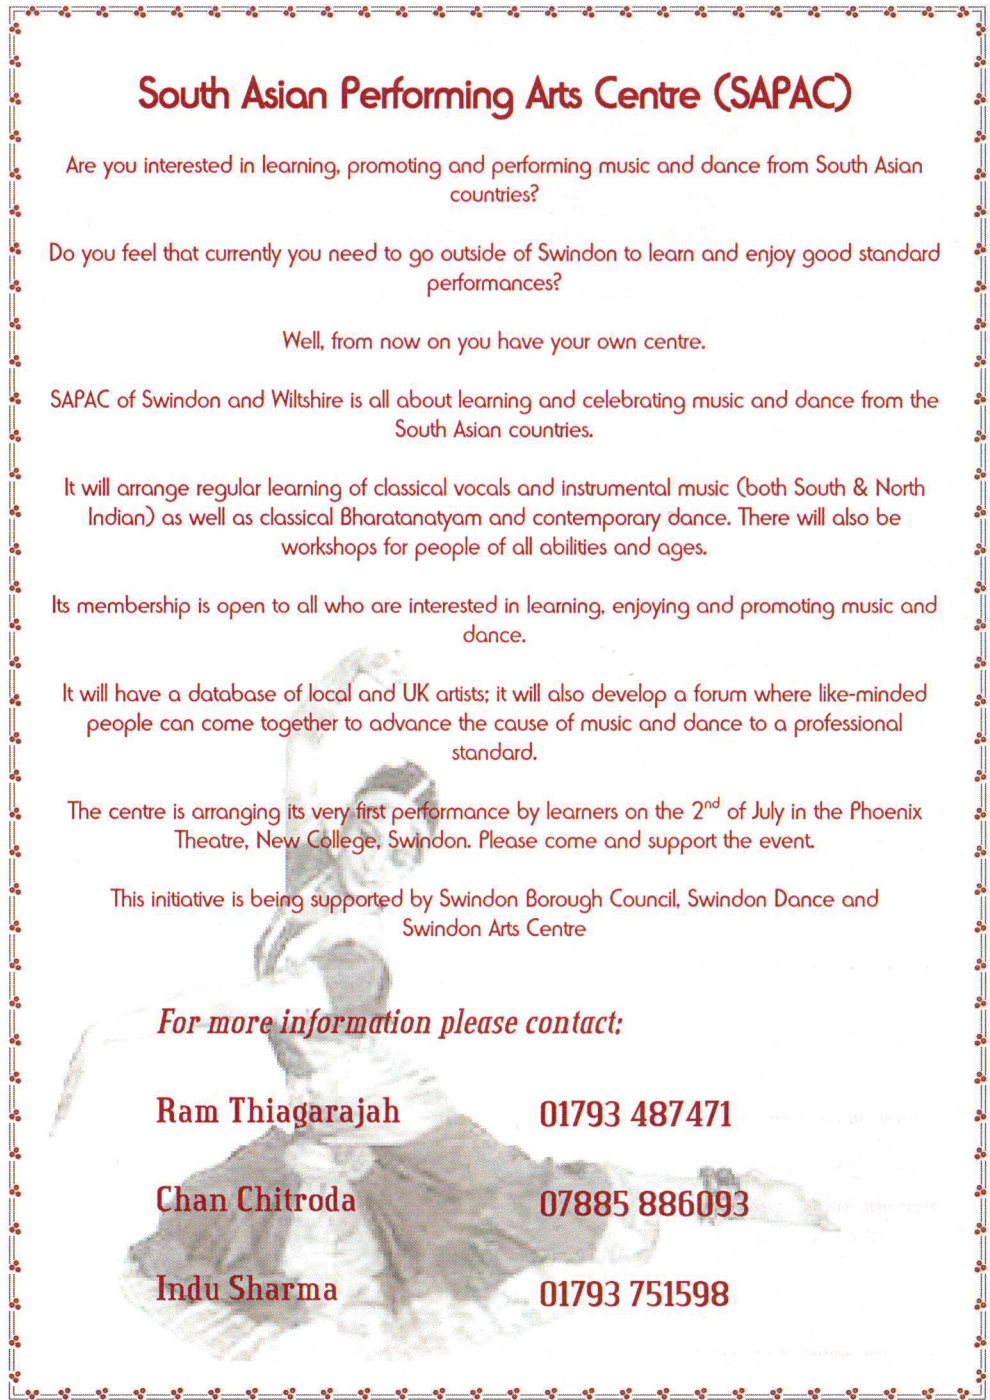 South Asian Performing Arts Centre (SAPAC)
Are you interested in learning, promoting and performing music and dance from South Asian
countries?
Do you feel that currently you need to go outside of Swindon to learn and enjoy good standard
performances?
Well, from now on you have your own centre.
SAPAC of Swindon and Wiltshire is all about learning and celebrating music and dance from the
South Asian countries.
It will arrange regular learning of classical vocals and instrumental music (both South & North
Indian) as well as classical Bharatanatyam and contemporary dance. There will also be
workshops for people of all abilities and ages.
Its membership is open to all who are interested in learning, enjoying and promoting music and
dance.
It will have a database of local and UK artists; it will also develop a forum where like-minded
people can come together to advance the cause of music and dance to a professional
standard.
The centre is arranging its very first performance by learners on the 2nd of July in the Phoenix
Theatre, New College, Swindon. Please come and support the event.
This initiative is being supported by Swindon Borough Council, Swindon Dance and
Swindon Arts Centre
For more information please contact:
Ram Thiagarajah 01793 487471
Chan Chitroda 07885 886093
Indu Sharma 01793 751598